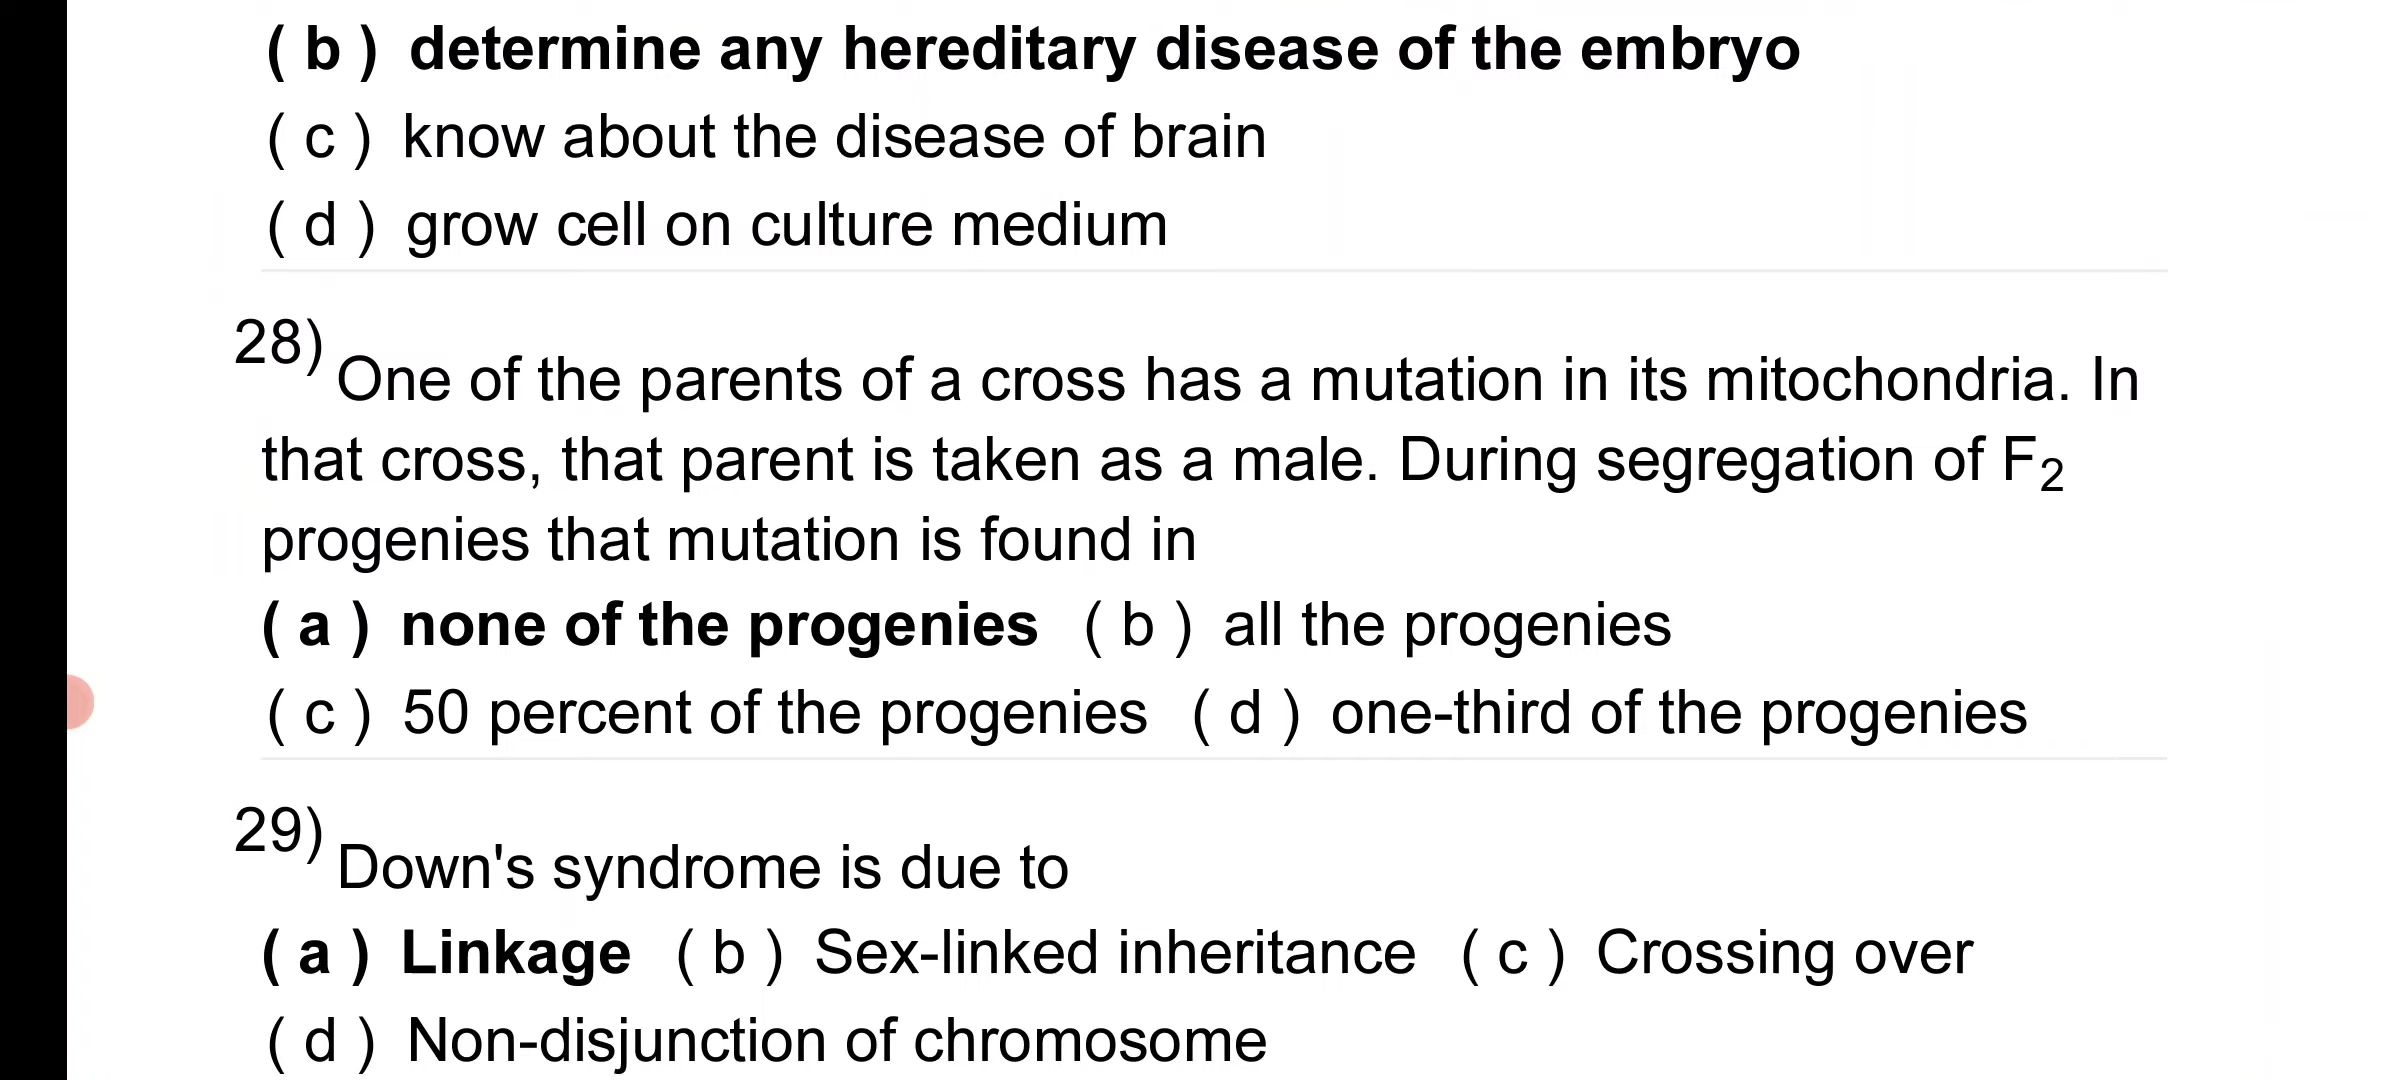 ( b ) determine any hereditary disease of the embryo
( c ) know about the disease of brain
( d ) grow cell on culture medium
28)
One of the parents of a cross has a mutation in its mitochondria. In
that cross, that parent is taken as a male. During segregation of F₂
progenies that mutation is found in
( a ) none of the progenies ( b ) all the progenies
( c ) 50 percent of the progenies ( d ) one-third of the progenies
29)
Down's syndrome is due to
( a ) Linkage ( b ) Sex-linked inheritance ( c ) Crossing over
( d ) Non-disjunction of chromosome